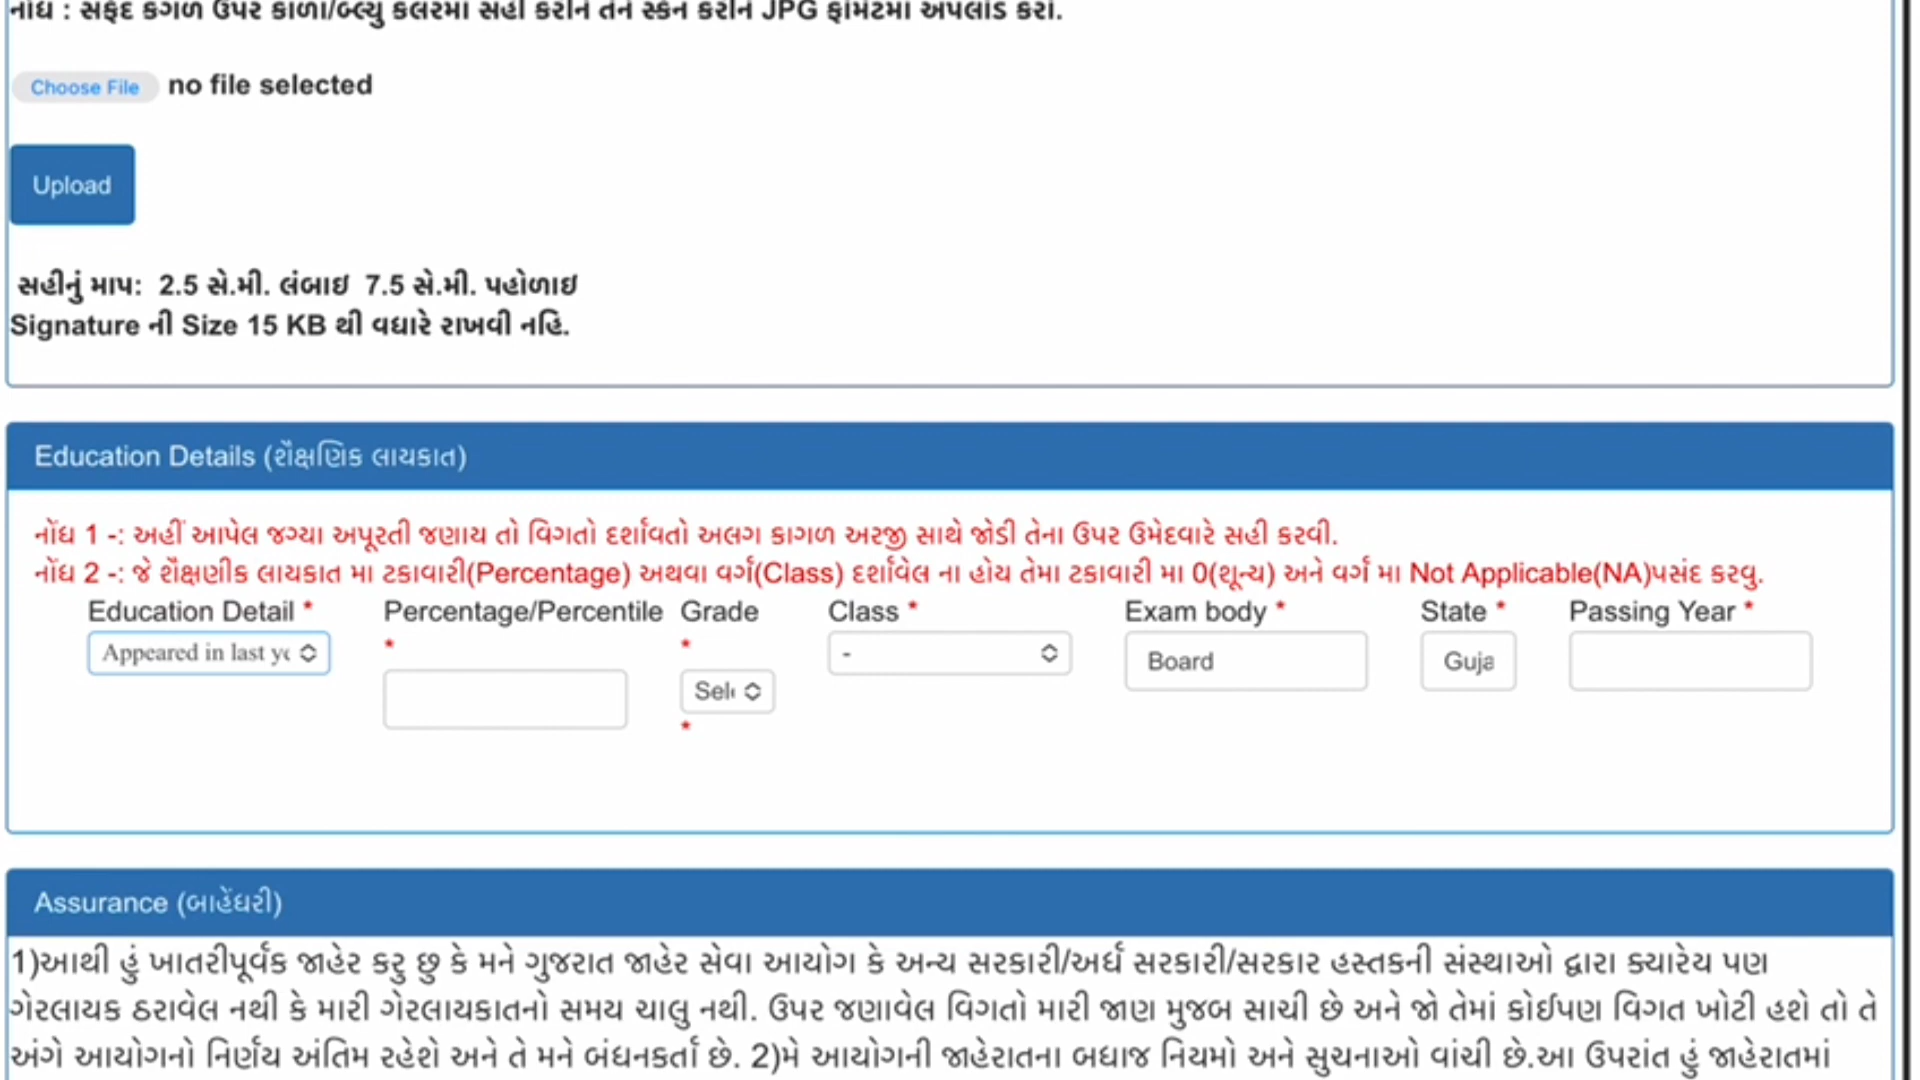 નોંધ : સફેદ કગળ ઉપર કાળા/બ્લ્યુ કલરમાં સહી કરીને તેને સ્કેન કરીને JPG ફોર્મેટમાં અપલોડ કરો.
Choose File no file selected
Upload
સહીનું માપ: 2.5 સે.મી. લંબાઇ 7.5 સે.મી. પહોળાઇ
Signature ની Size 15 KB થી વધારે રાખવી નહિ.
Education Details (શૈક્ષણિક લાયકાત)
નોંધ 1 -: અહીં આપેલ જગ્યા અપૂરતી જણાય તો વિગતો દર્શાવતો અલગ કાગળ અરજી સાથે જોડી તેના ઉપર ઉમેદવારે સહી કરવી.
નોંધ 2 -: જે શૈક્ષણીક લાયકાત મા ટકાવારી(Percentage) અથવા વર્ગ(Class) દર્શાવેલ ના હોય તેમા ટકાવારી મા 0(શૂન્ય) અને વર્ગ મા Not Applicable(NA)પસંદ કરવુ.
Education Detail * Percentage/Percentile * Grade * Class * Exam body * State * Passing Year *
Appeared in last ye Sele * - Board Guja
Assurance (બાહેંધરી)
1)આથી હું ખાતરીપૂર્વક જાહેર કરુ છુ કે મને ગુજરાત જાહેર સેવા આયોગ કે અન્ય સરકારી/અર્ધ સરકારી/સરકાર હસ્તકની સંસ્થાઓ દ્વારા ક્યારેય પણ
ગેરલાયક ઠરાવેલ નથી કે મારી ગેરલાયકાતનો સમય ચાલુ નથી. ઉપર જણાવેલ વિગતો મારી જાણ મુજબ સાચી છે અને જો તેમાં કોઈપણ વિગત ખોટી હશે તો તે
અંગે આયોગનો નિર્ણય અંતિમ રહેશે અને તે મને બંધનકર્તા છે. 2)મે આયોગની જાહેરાતના બધાજ નિયમો અને સુચનાઓ વાંચી છે.આ ઉપરાંત હું જાહેરાતમાં